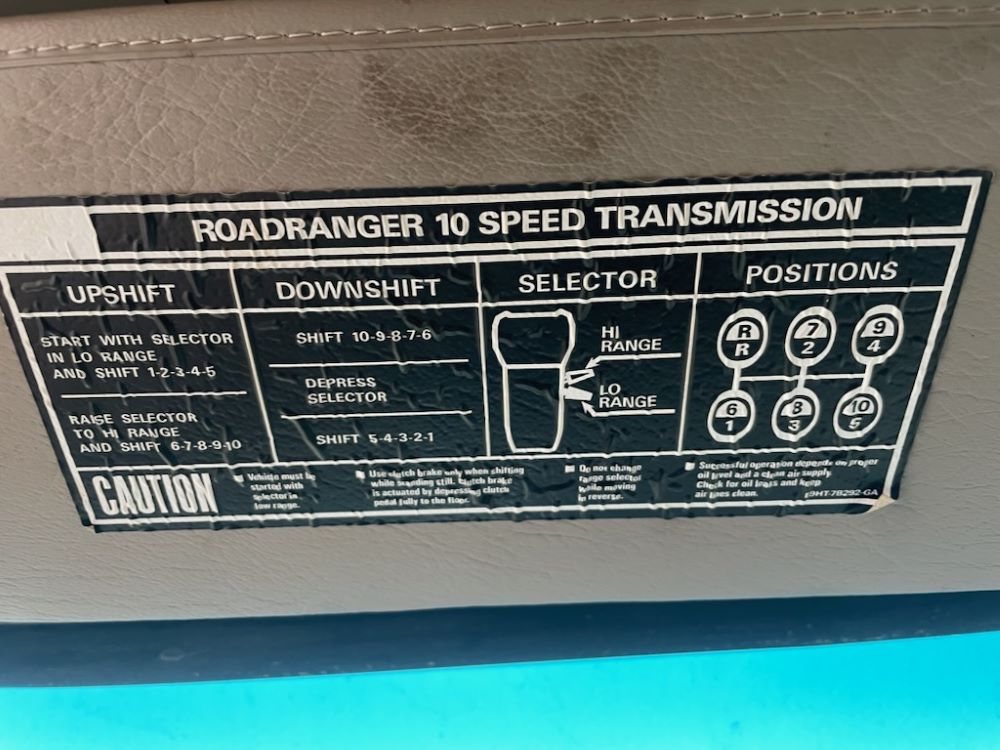 ROADRANGER 10 SPEED TRANSMISSION
UPSHIFT
START WITH SELECTOR
IN LO RANGE
AND SHIFT 1-2-3-4-5
RAISE SELECTOR
TO HI RANGE
AND SHIFT 6-7-8-9-10
DOWNSHIFT
SHIFT 10-9-8-7-6
DEPRESS
SELECTOR
SHIFT 5-4-3-2-1
SELECTOR
HI
RANGE
LO
RANGE
POSITIONS
R 7 9
R 2 4
6 8 10
1 3 5
CAUTION
Vehicle must be
started with
selector in
low range.
Use clutch brake only when shifting
while standing still. Clutch brake
is actuated by depressing clutch
pedal fully to the floor.
Do not change
range selector
while moving
in reverse.
Successful operation depends on proper
oil level and a clean air supply.
Check for oil leaks and keep
air lines clean.
E9HT-7B292-GA